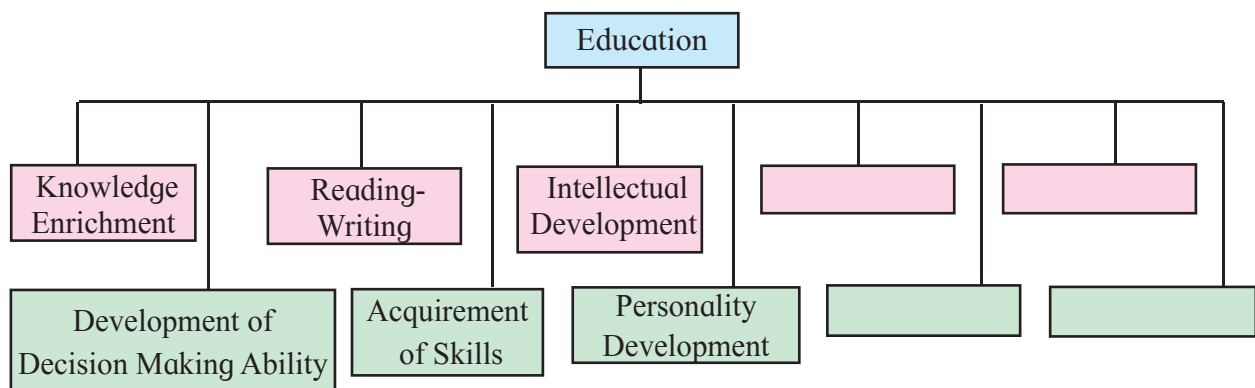 Education
Knowledge
Enrichment
Reading-
Writing
Intellectual
Development
Development of
Decision Making Ability
Acquirement
of Skills
Personality
Development